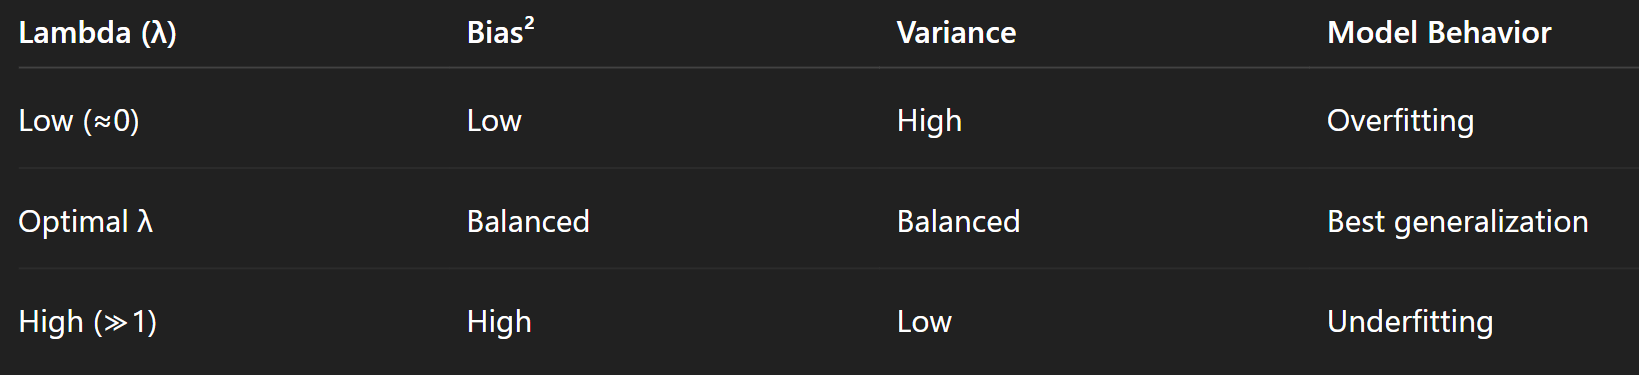 Lambda (λ) Bias² Variance Model Behavior
Low (≈0) Low High Overfitting
Optimal λ Balanced Balanced Best generalization
High (≫1) High Low Underfitting